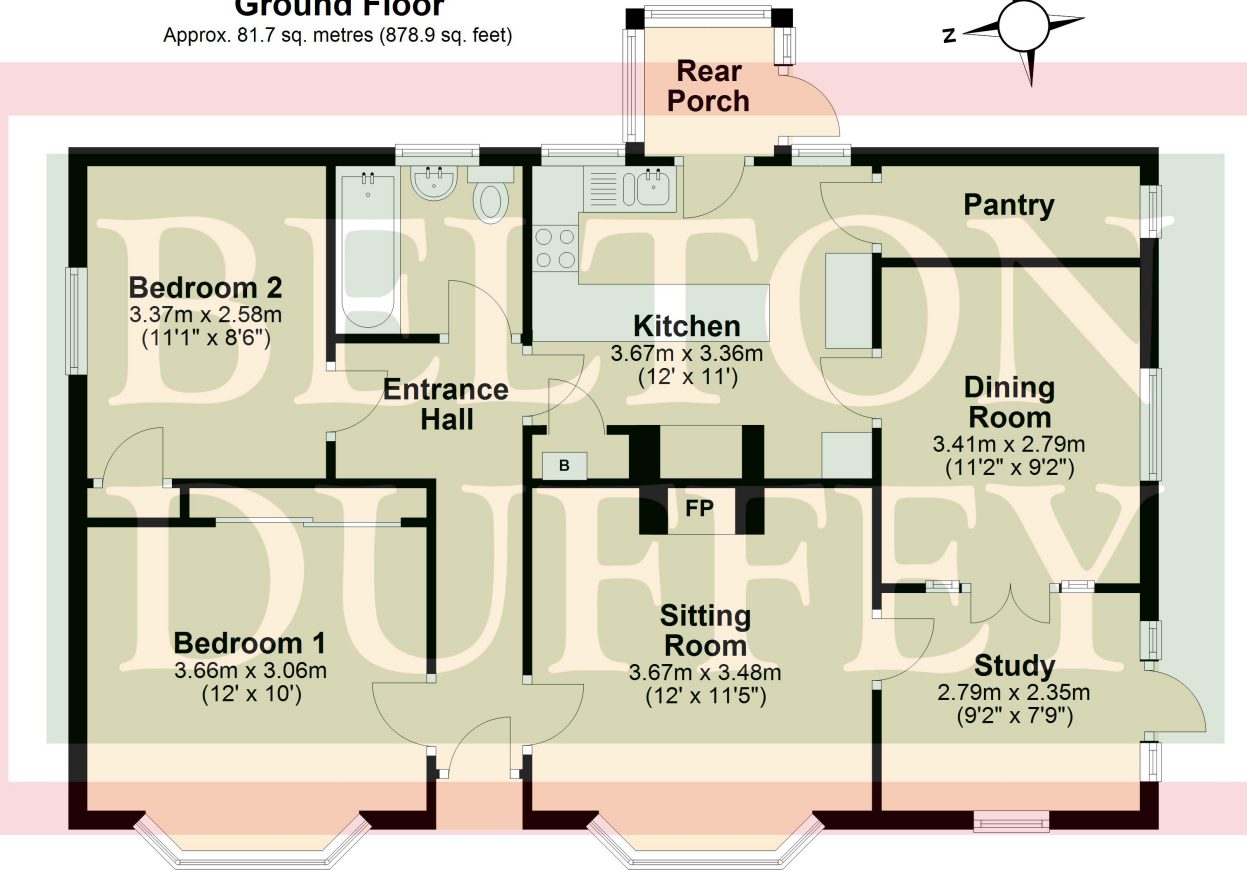 Ground Floor
Approx. 81.7 sq. metres (878.9 sq. feet)
N
Rear
Porch
Pantry
Bedroom 2
3.37m x 2.58m
(11'1" x 8'6")
Kitchen
3.67m x 3.36m
(12' x 11')
Entrance
Hall
Dining
Room
3.41m x 2.79m
(11'2" x 9'2")
B
FP
Bedroom 1
3.66m x 3.06m
(12' x 10')
Sitting
Room
3.67m x 3.48m
(12' x 11'5")
Study
2.79m x 2.35m
(9'2" x 7'9")
BELTON
DUFFEY